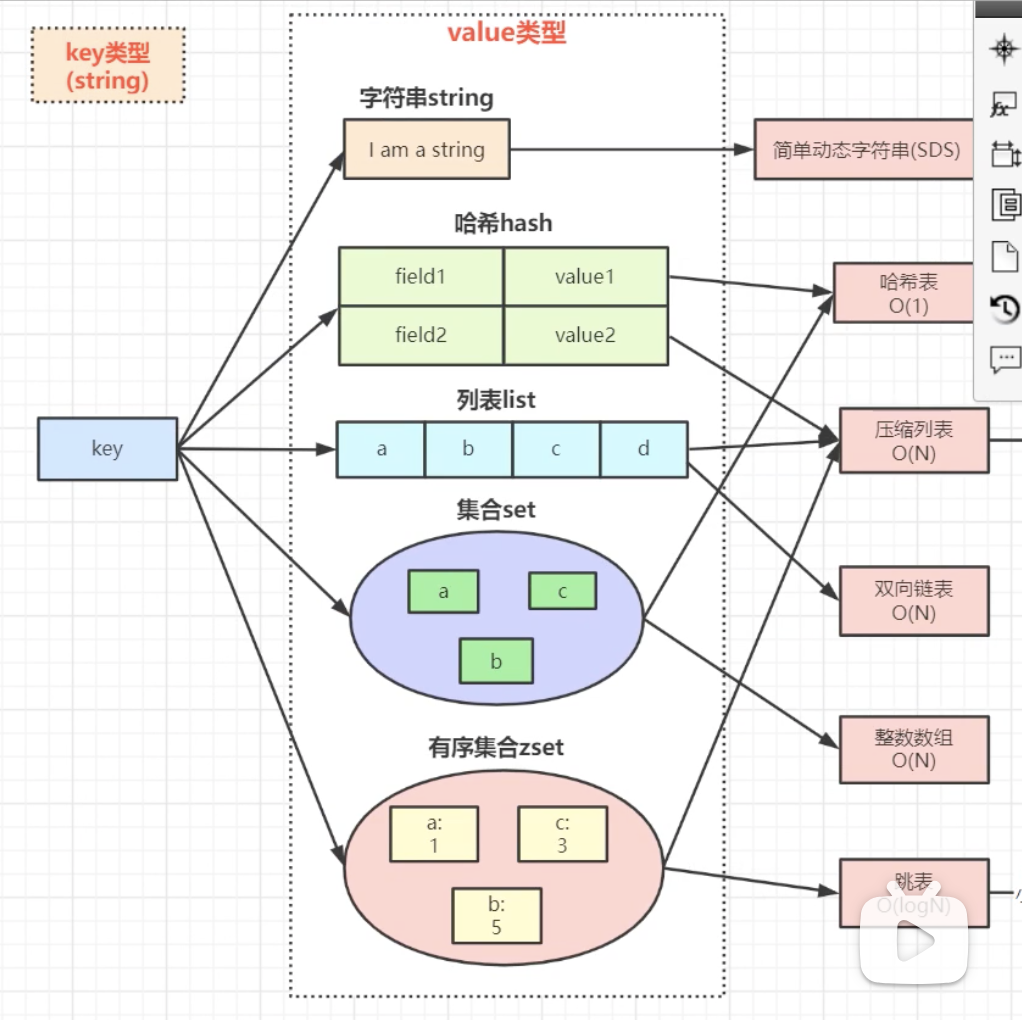 key类型
(string)
value类型
字符串string
I am a string
简单动态字符串(SDS)
哈希hash
field1
value1
field2
value2
哈希表
O(1)
列表list
key
a
b
c
d
压缩列表
O(N)
集合set
a
c
b
双向链表
O(N)
整数数组
O(N)
有序集合zset
a:
1
c:
3
b:
5
跳表
O(logN)
fx